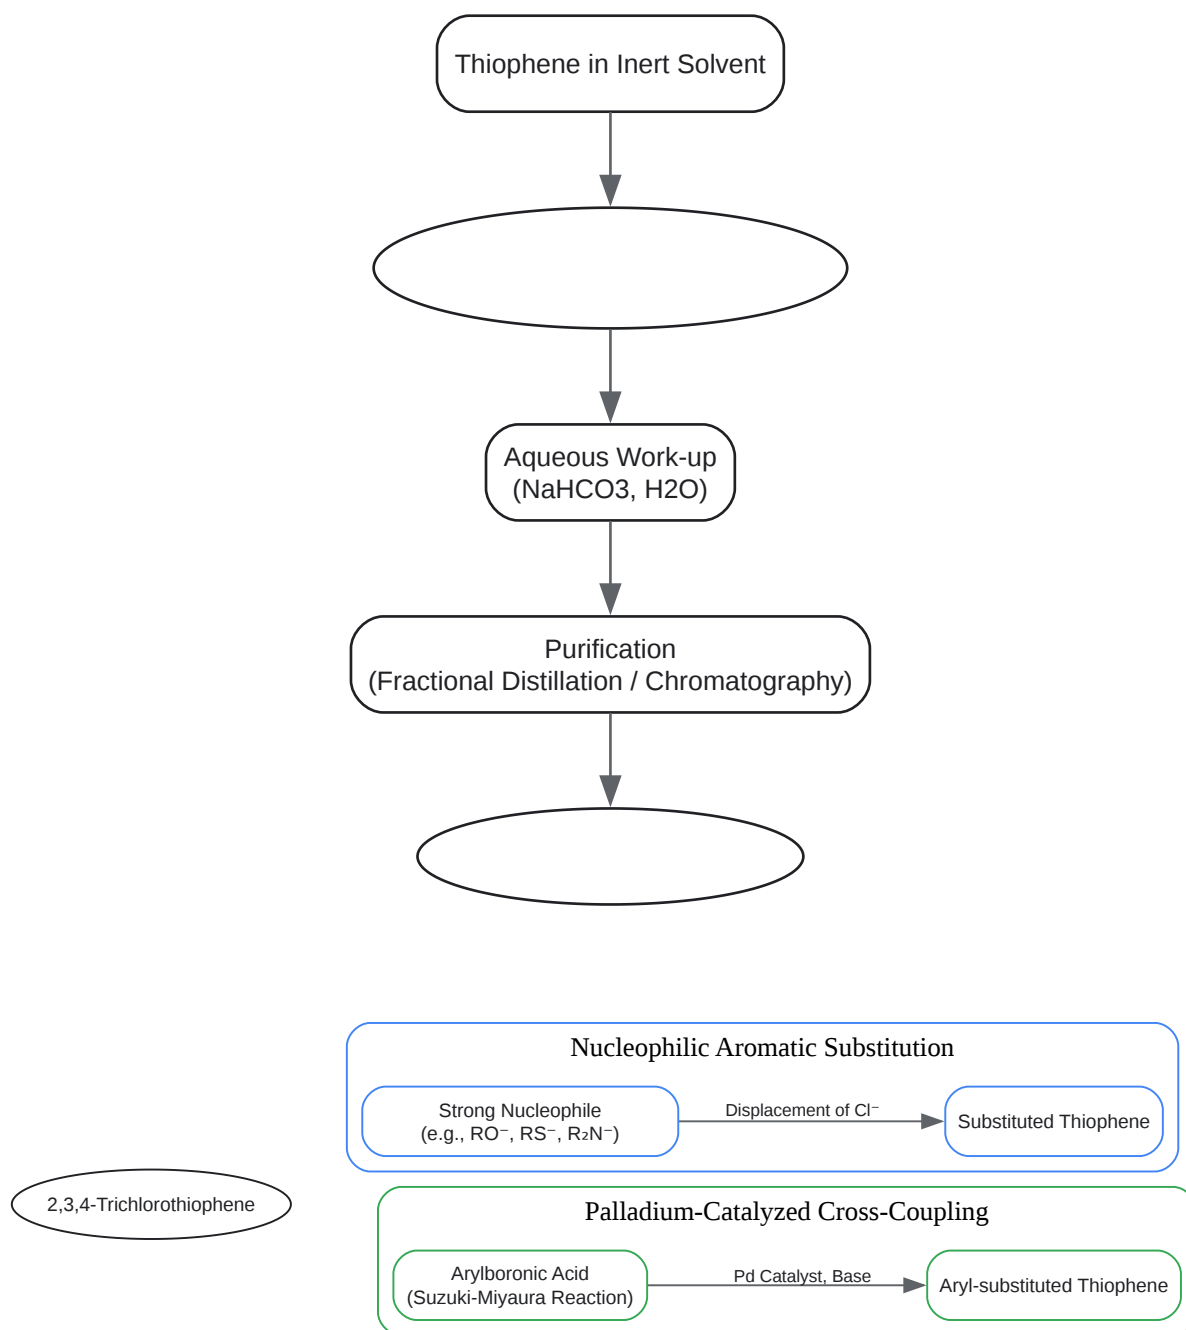 Thiophene in Inert Solvent
Aqueous Work-up
(NaHCO3, H2O)
Purification
(Fractional Distillation / Chromatography)
Nucleophilic Aromatic Substitution
Strong Nucleophile
(e.g., RO⁻, RS⁻, R₂N⁻)
Displacement of Cl⁻
Substituted Thiophene
2,3,4-Trichlorothiophene
Palladium-Catalyzed Cross-Coupling
Arylboronic Acid
(Suzuki-Miyaura Reaction)
Pd Catalyst, Base
Aryl-substituted Thiophene